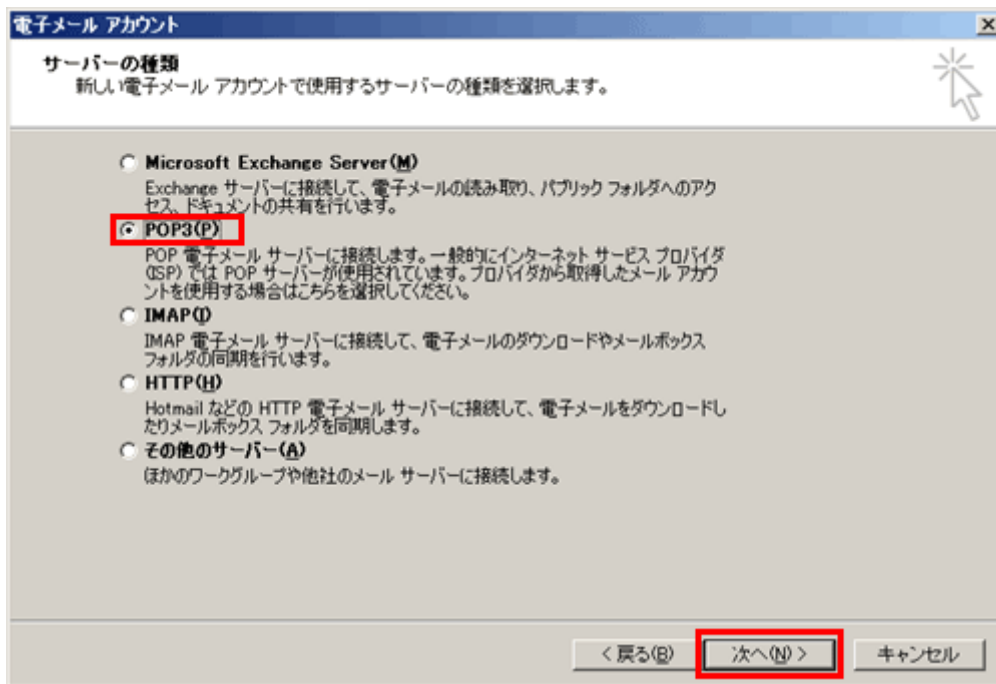 電子メール アカウント
サーバーの種類
新しい電子メール アカウントで使用するサーバーの種類を選択します。
Microsoft Exchange Server(M)
Exchange サーバーに接続して、電子メールの読み取り、パブリック フォルダへのアク
セス、ドキュメントの共有を行います。
POP3(P)
POP 電子メール サーバーに接続します。一般的にインターネット サービス プロバイダ
(ISP) では POP サーバーが使用されています。プロバイダから取得したメール アカウ
ントを使用する場合はこちらを選択してください。
IMAP(I)
IMAP 電子メール サーバーに接続して、電子メールのダウンロードやメールボックス
フォルダの同期を行います。
HTTP(H)
Hotmail などの HTTP 電子メール サーバーに接続して、電子メールをダウンロードし
たりメールボックス フォルダを同期します。
その他のサーバー(A)
ほかのワークグループや他社のメール サーバーに接続します。
< 戻る(B) 次へ(N) > キャンセル